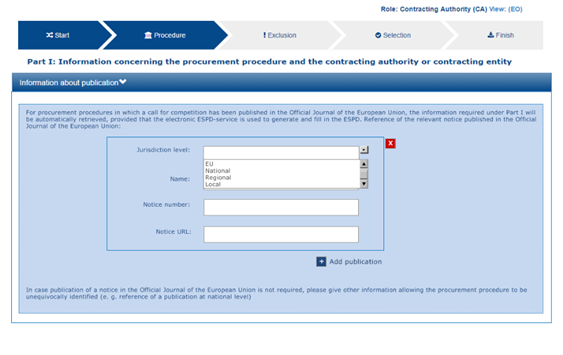 Role: Contracting Authority (CA) View: (EO)
Start
Procedure
Exclusion
Selection
Finish
Part I: Information concerning the procurement procedure and the contracting authority or contracting entity
Information about publication
For procurement procedures in which a call for competition has been published in the Official Journal of the European Union, the information required under Part I will
be automatically retrieved, provided that the electronic ESPD-service is used to generate and fill in the ESPD. Reference of the relevant notice published in the Official
Journal of the European Union:
X
Jurisdiction level:
EU
National
Regional
Local
Name:
Notice number:
Notice URL:
+ Add publication
In case publication of a notice in the Official Journal of the European Union is not required, please give other information allowing the procurement procedure to be
unequivocally identified (e. g. reference of a publication at national level)